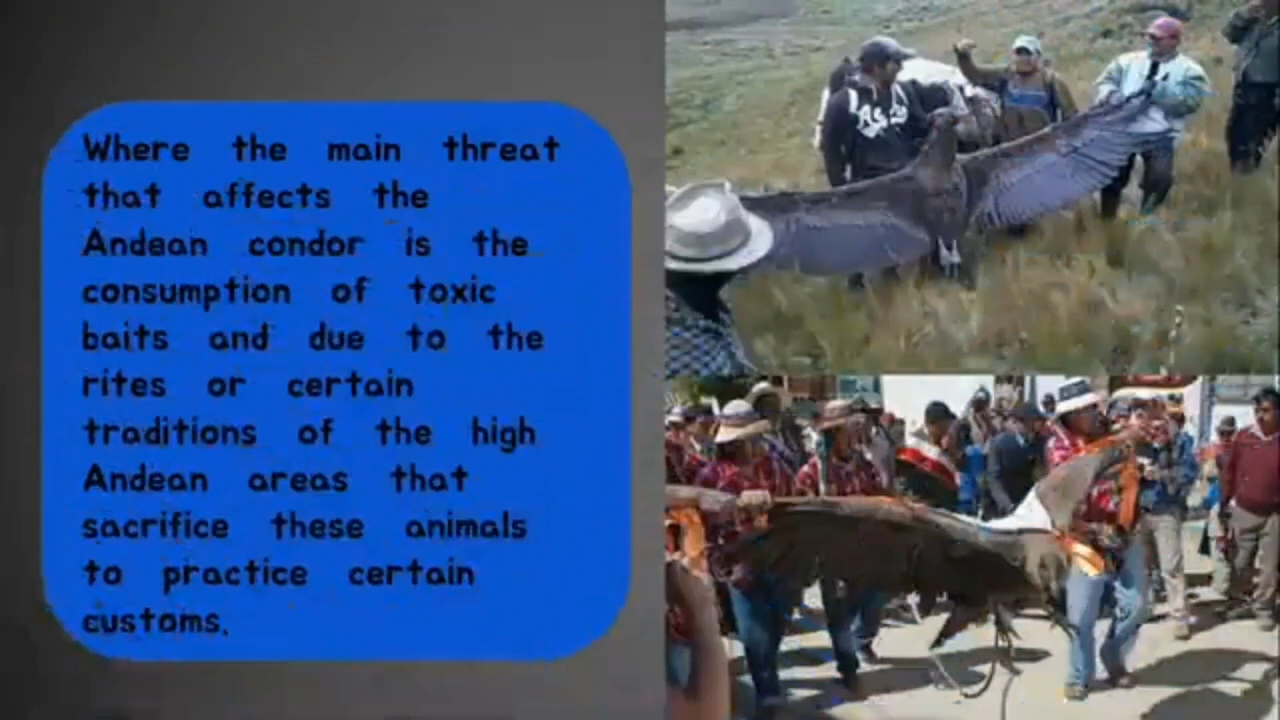 Where the main threat
that affects the
Andean condor is the
consumption of toxic
baits and due to the
rites or certain
traditions of the high
Andean areas that
sacrifice these animals
to practice certain
customs.